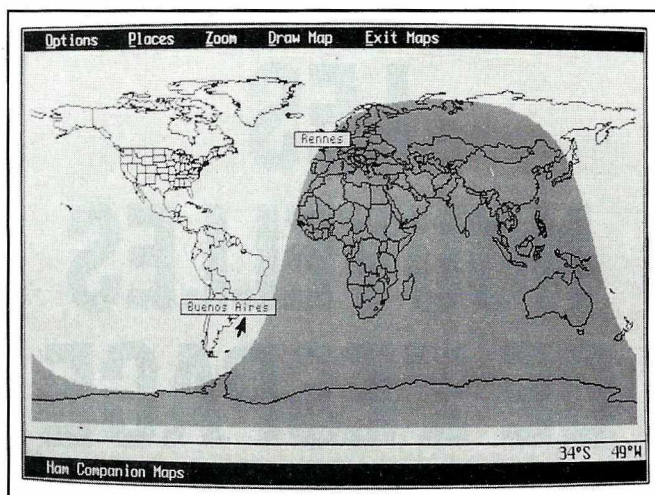 Options Places Zoom Draw Map Exit Maps
Rennes
Buenos Aires
34°S 49°W
Ham Companion Maps